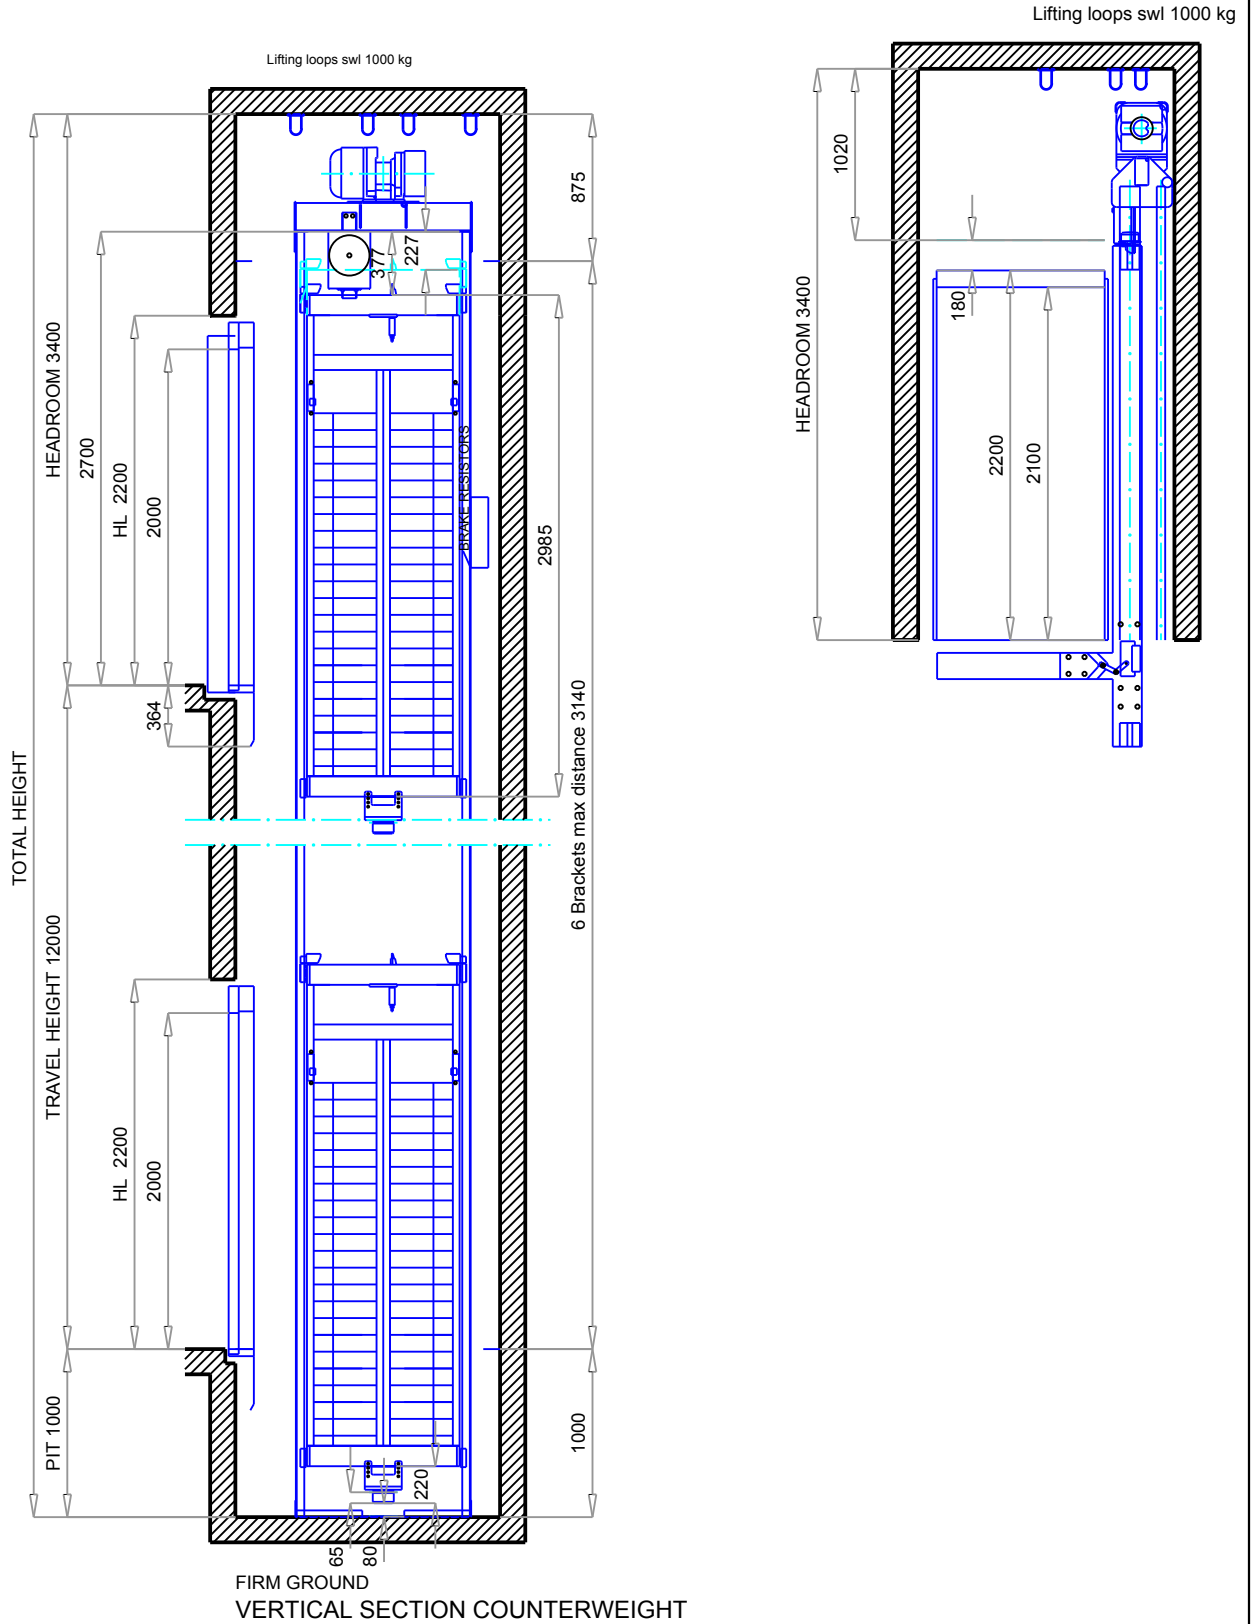 Lifting loops swl 1000 kg
Lifting loops swl 1000 kg
875
1020
227
377
HEADROOM 3400
2700
HL 2200
2000
BRAKE RESISTORS
2985
HEADROOM 3400
180
2200
2100
364
6 Brackets max distance 3140
TOTAL HEIGHT
TRAVEL HEIGHT 12000
HL 2200
2000
PIT 1000
1000
220
65
80
FIRM GROUND
VERTICAL SECTION COUNTERWEIGHT